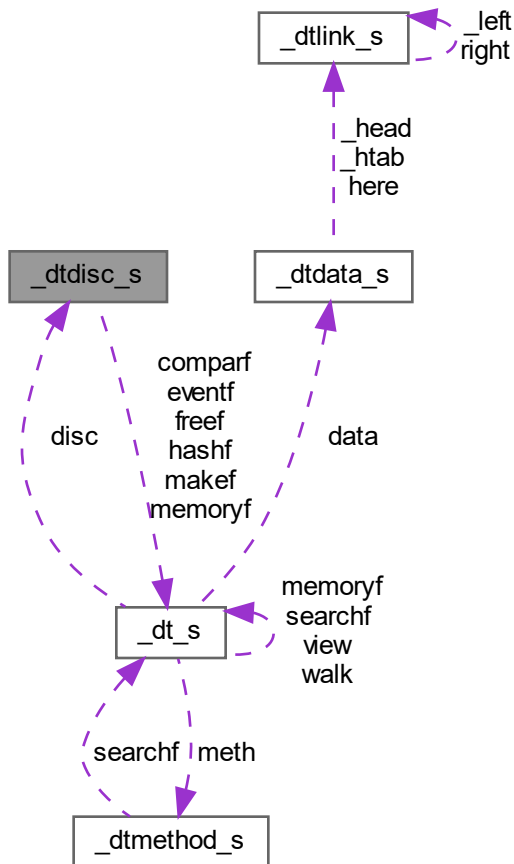 _dtlink_s
_left
right
_head
_htab
here
_dtdisc_s
_dtdata_s
comparf
eventf
freef
hashf
makef
memoryf
disc
data
memoryf
searchf
view
walk
_dt_s
searchf
meth
_dtmethod_s